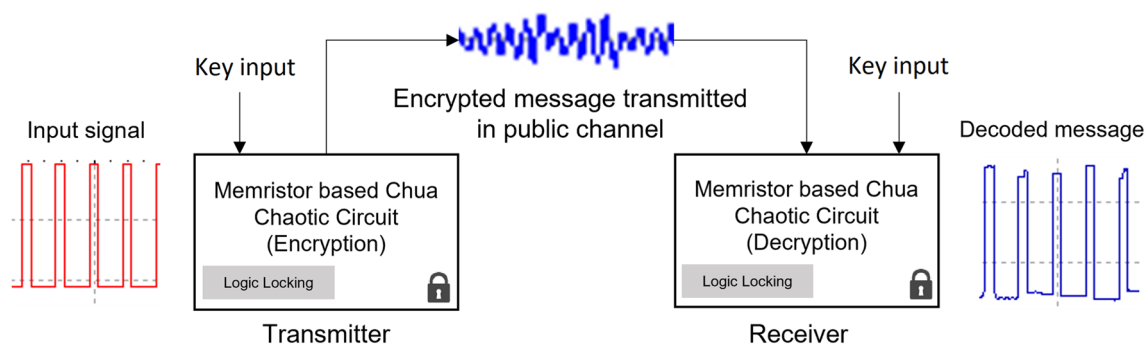 Key input
Key input
Encrypted message transmitted
in public channel
Input signal
Decoded message
Memristor based Chua
Chaotic Circuit
(Encryption)
Logic Locking
Memristor based Chua
Chaotic Circuit
(Decryption)
Logic Locking
Transmitter
Receiver